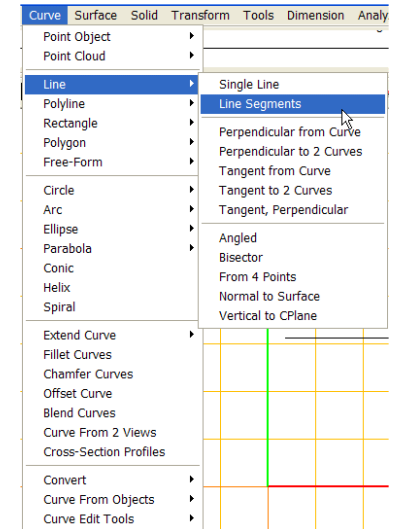 Curve Surface Solid Transform Tools Dimension Analy
Point Object
Point Cloud
Line
Polyline
Rectangle
Polygon
Free-Form
Circle
Arc
Ellipse
Parabola
Conic
Helix
Spiral
Extend Curve
Fillet Curves
Chamfer Curves
Offset Curve
Blend Curves
Curve From 2 Views
Cross-Section Profiles
Convert
Curve From Objects
Curve Edit Tools
Single Line
Line Segments
Perpendicular from Curve
Perpendicular to 2 Curves
Tangent from Curve
Tangent to 2 Curves
Tangent, Perpendicular
Angled
Bisector
From 4 Points
Normal to Surface
Vertical to CPlane